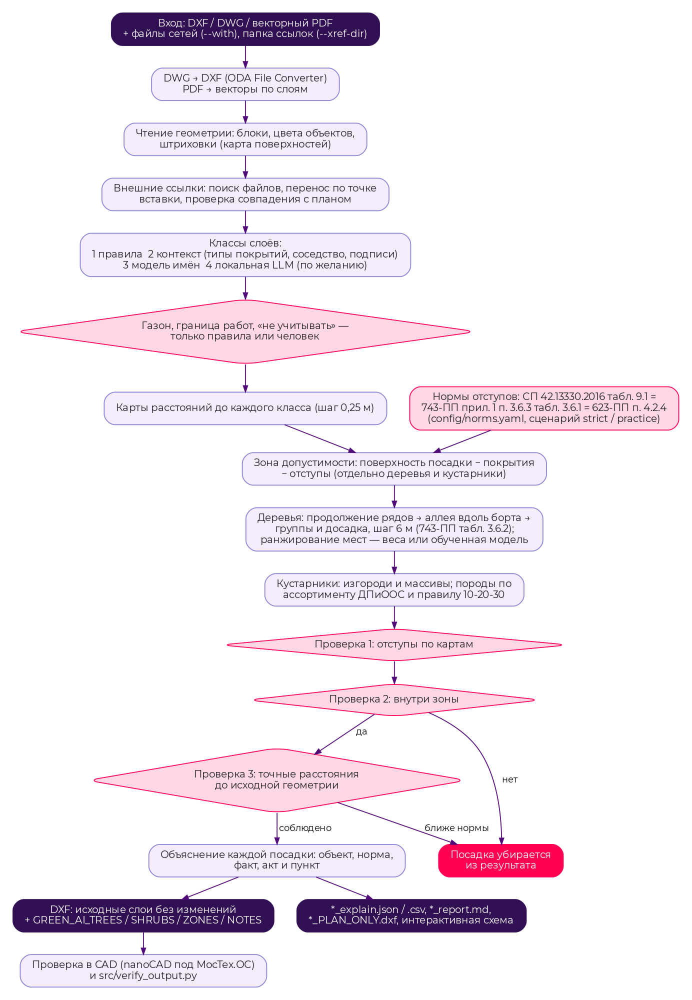 Вход: DXF / DWG / векторный PDF
+ файлы сетей (--with), папка ссылок (--xref-dir)
DWG → DXF (ODA File Converter)
PDF → векторы по слоям
Чтение геометрии: блоки, цвета объектов,
штриховки (карта поверхностей)
Внешние ссылки: поиск файлов, перенос по точке
вставки, проверка совпадения с планом
Классы слоёв:
1 правила  2 контекст (типы покрытий, соседство, подписи)
3 модель имён  4 локальная LLM (по желанию)
Газон, граница работ, «не учитывать» —
только правила или человек
Карты расстояний до каждого класса (шаг 0,25 м)
Нормы отступов: СП 42.13330.2016 табл. 9.1 =
743-ПП прил. 1 п. 3.6.3 табл. 3.6.1 = 623-ПП п. 4.2.4
(config/norms.yaml, сценарий strict / practice)
Зона допустимости: поверхность посадки − покрытия
− отступы (отдельно деревья и кустарники)
Деревья: продолжение рядов → аллея вдоль борта →
группы и досадка, шаг 6 м (743-ПП табл. 3.6.2);
ранжирование мест — веса или обученная модель
Кустарники: изгороди и массивы; породы по
ассортименту ДПиООС и правилу 10-20-30
Проверка 1: отступы по картам
Проверка 2: внутри зоны
да
нет
Проверка 3: точные расстояния
до исходной геометрии
соблюдено
ближе нормы
Объяснение каждой посадки: объект, норма,
факт, акт и пункт
Посадка убирается
из результата
DXF: исходные слои без изменений
+ GREEN_AI_TREES / SHRUBS / ZONES / NOTES
*_explain.json / .csv, *_report.md,
*_PLAN_ONLY.dxf, интерактивная схема
Проверка в CAD (nanoCAD под МосТех.ОС)
и src/verify_output.py